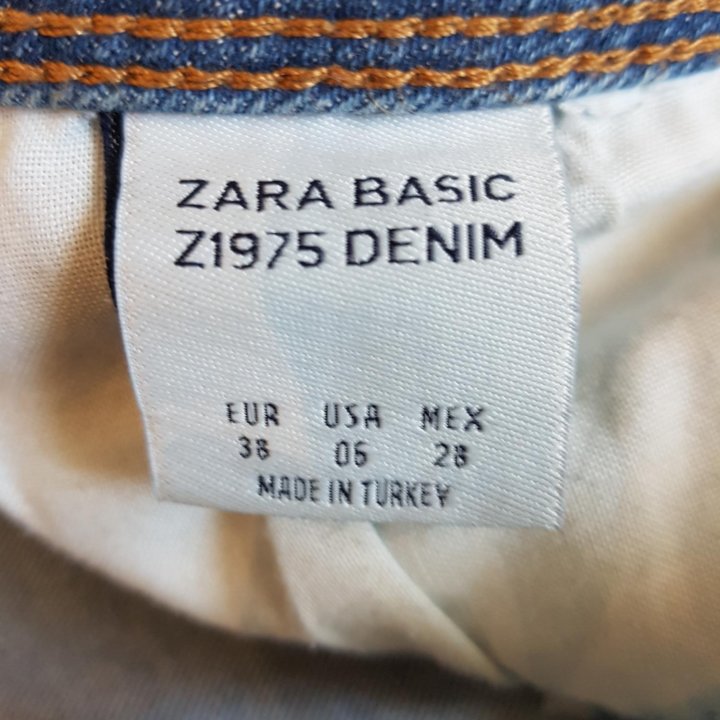 ZARA BASIC
Z1975 DENIM
EUR USA MEX
38 06 28
MADE IN TURKEY